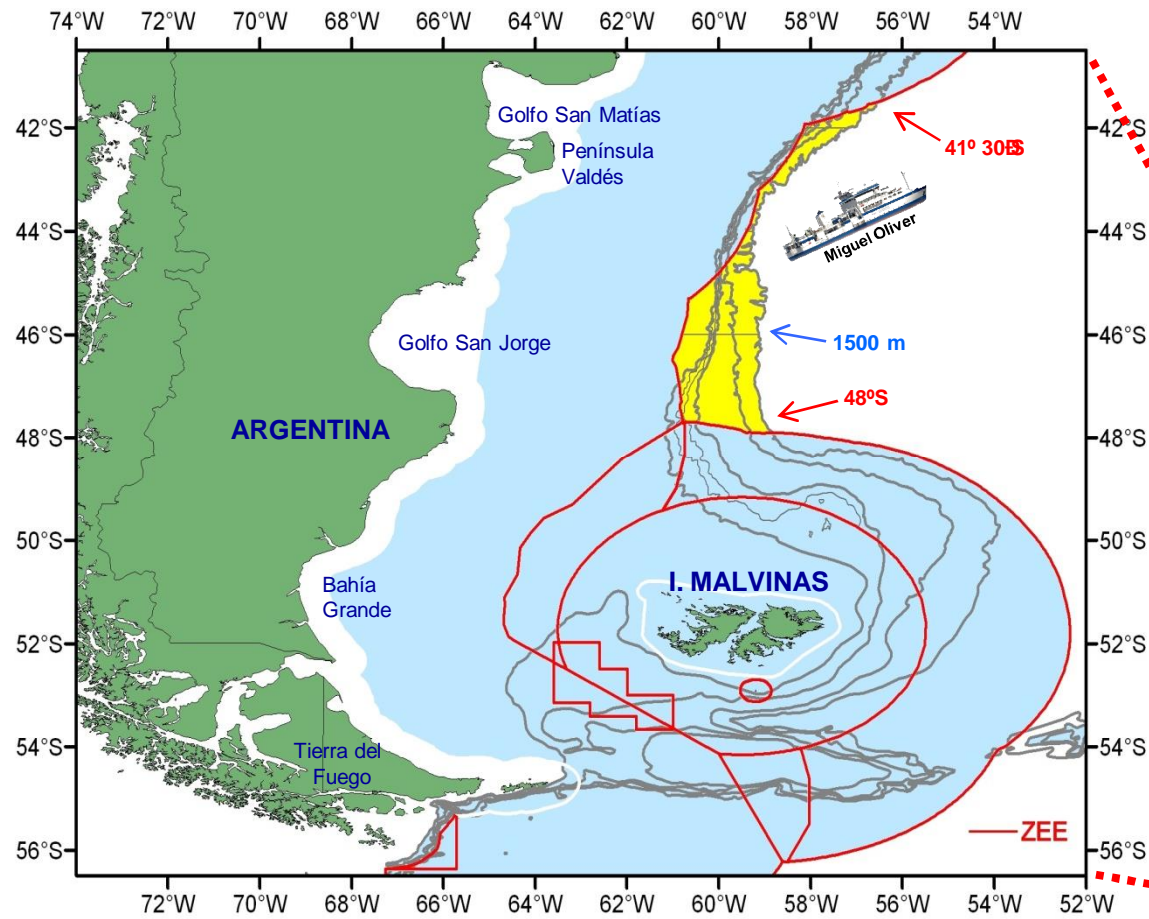 74°W 72°W 70°W 68°W 66°W 64°W 62°W 60°W 58°W 56°W 54°W
42°S
44°S
46°S
48°S
50°S
52°S
54°S
56°S
Golfo San Matías
Península
Valdés
41º 30
Miguel Oliver
Golfo San Jorge
1500 m
48ºS
ARGENTINA
Bahía
Grande
I. MALVINAS
Tierra del
Fuego
ZEE
42°S
44°S
46°S
48°S
50°S
52°S
54°S
56°S
72°W 70°W 68°W 66°W 64°W 62°W 60°W 58°W 56°W 54°W 52°W